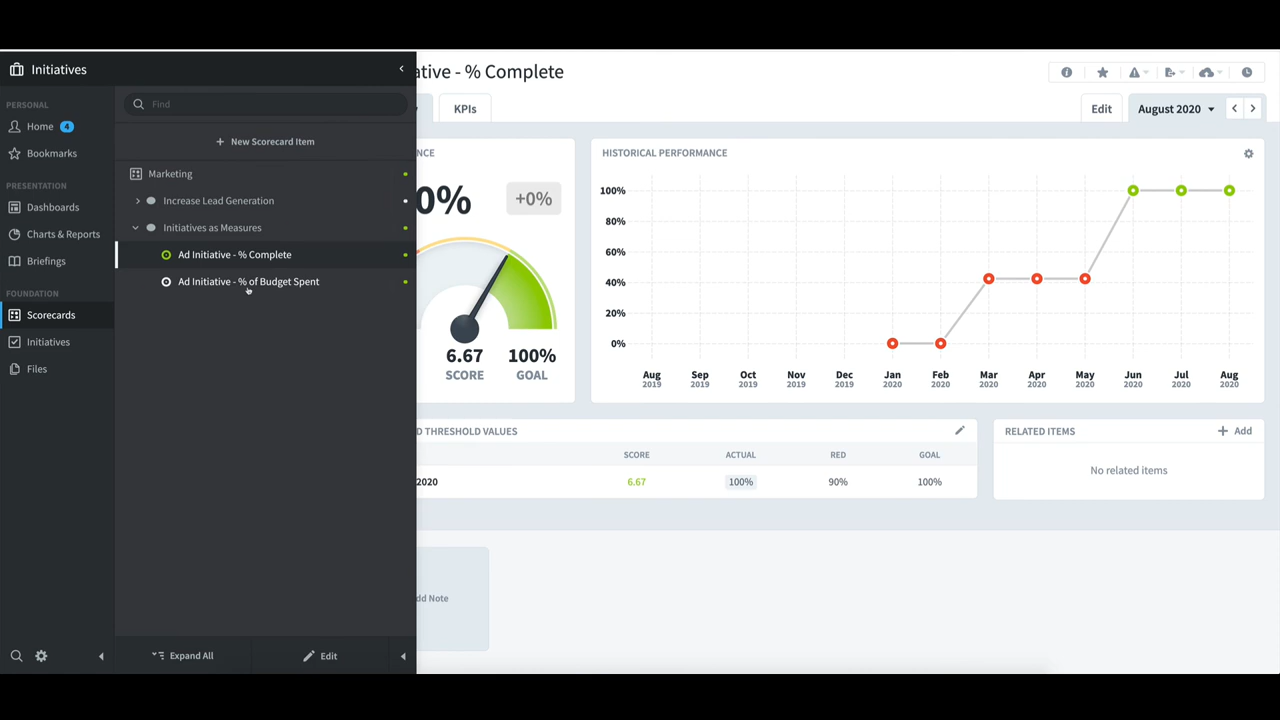 Initiatives
PERSONAL
Home 4
Bookmarks
PRESENTATION
Dashboards
Charts & Reports
Briefings
FOUNDATION
Scorecards
Initiatives
Files
Find
+ New Scorecard Item
Marketing
Increase Lead Generation
Initiatives as Measures
Ad Initiative - % Complete
Ad Initiative - % of Budget Spent
Expand All
Edit
ative - % Complete
KPIs
Edit
August 2020
NCE
0%
+0%
6.67
SCORE
100%
GOAL
HISTORICAL PERFORMANCE
100%
80%
60%
40%
20%
0%
Aug Sep Oct Nov Dec Jan Feb Mar Apr May Jun Jul Aug
2019 2019 2019 2019 2019 2020 2020 2020 2020 2020 2020 2020 2020
D THRESHOLD VALUES
SCORE ACTUAL RED GOAL
2020 6.67 100% 90% 100%
RELATED ITEMS
+ Add
No related items
dd Note